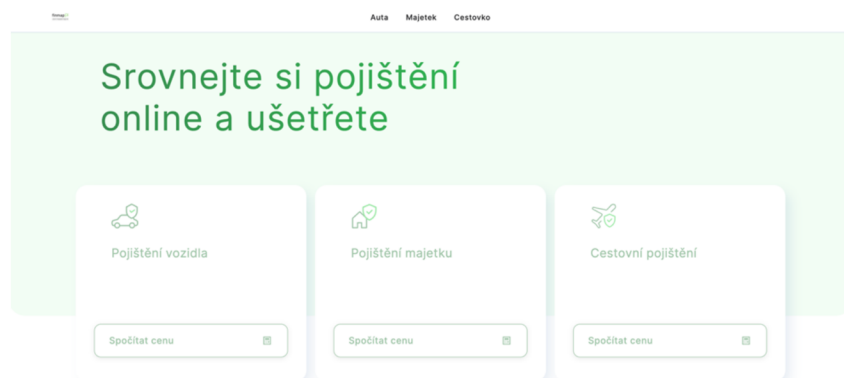 Auta Majetek Cestovko
Srovnejte si pojištění
online a ušetřete
Pojištění vozidla
Pojištění majetku
Cestovní pojištění
Spočítat cenu
Spočítat cenu
Spočítat cenu